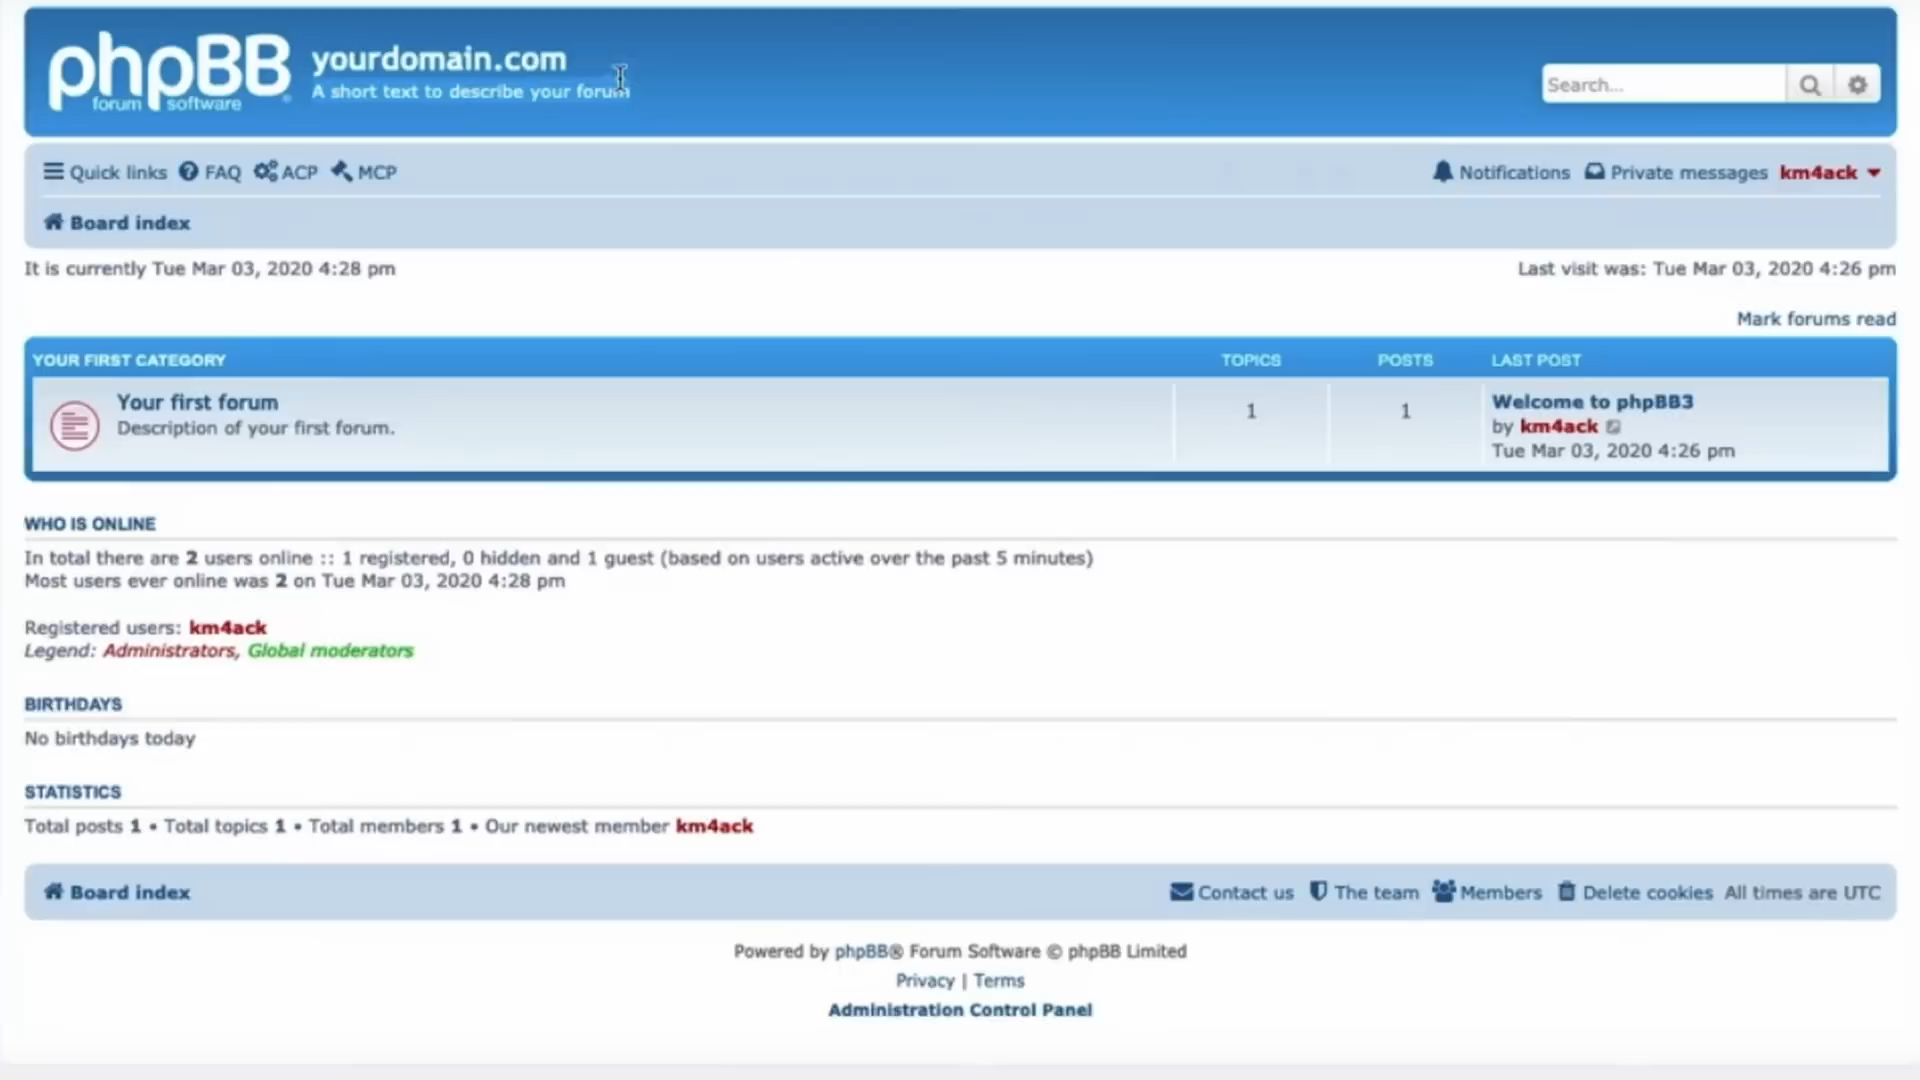 phpBB
forum software
yourdomain.com
A short text to describe your forum
Search...
Quick links FAQ ACP MCP
Notifications Private messages km4ack
Board index
It is currently Tue Mar 03, 2020 4:28 pm
Last visit was: Tue Mar 03, 2020 4:26 pm
Mark forums read
YOUR FIRST CATEGORY TOPICS POSTS LAST POST
Your first forum
Description of your first forum.
1
1
Welcome to phpBB3
by km4ack
Tue Mar 03, 2020 4:26 pm
WHO IS ONLINE
In total there are 2 users online :: 1 registered, 0 hidden and 1 guest (based on users active over the past 5 minutes)
Most users ever online was 2 on Tue Mar 03, 2020 4:28 pm
Registered users: km4ack
Legend: Administrators, Global moderators
BIRTHDAYS
No birthdays today
STATISTICS
Total posts 1 • Total topics 1 • Total members 1 • Our newest member km4ack
Board index
Contact us The team Members Delete cookies All times are UTC
Powered by phpBB® Forum Software © phpBB Limited
Privacy | Terms
Administration Control Panel